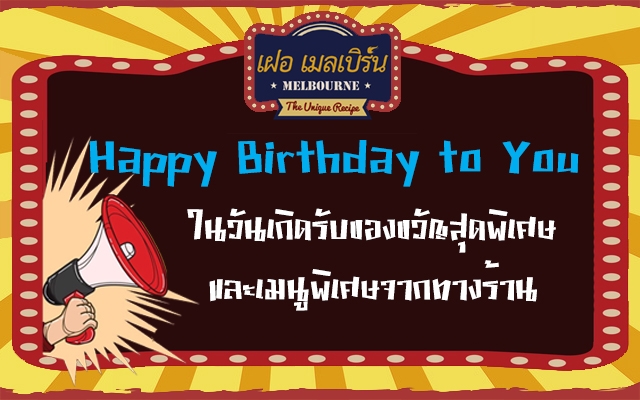 เฝอ เมลเบิร์น
★ MELBOURNE ★
The Unique Recipe
Happy Birthday to You
ในวันเกิดรับของขวัญสุดพิเศษ
และเมนูพิเศษจากทางร้าน